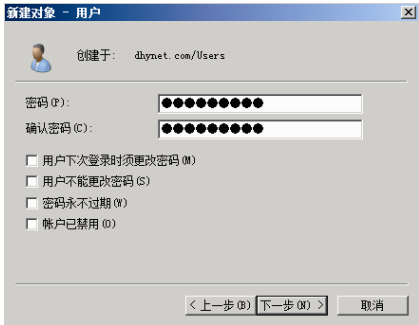 新建对象 - 用户
创建于: dhynet.com/Users
密码(P):
●●●●●●●●●
确认密码(C):
●●●●●●●●●
用户下次登录时须更改密码(M)
用户不能更改密码(S)
密码永不过期(W)
帐户已禁用(O)
< 上一步(B) 下一步(N) > 取消